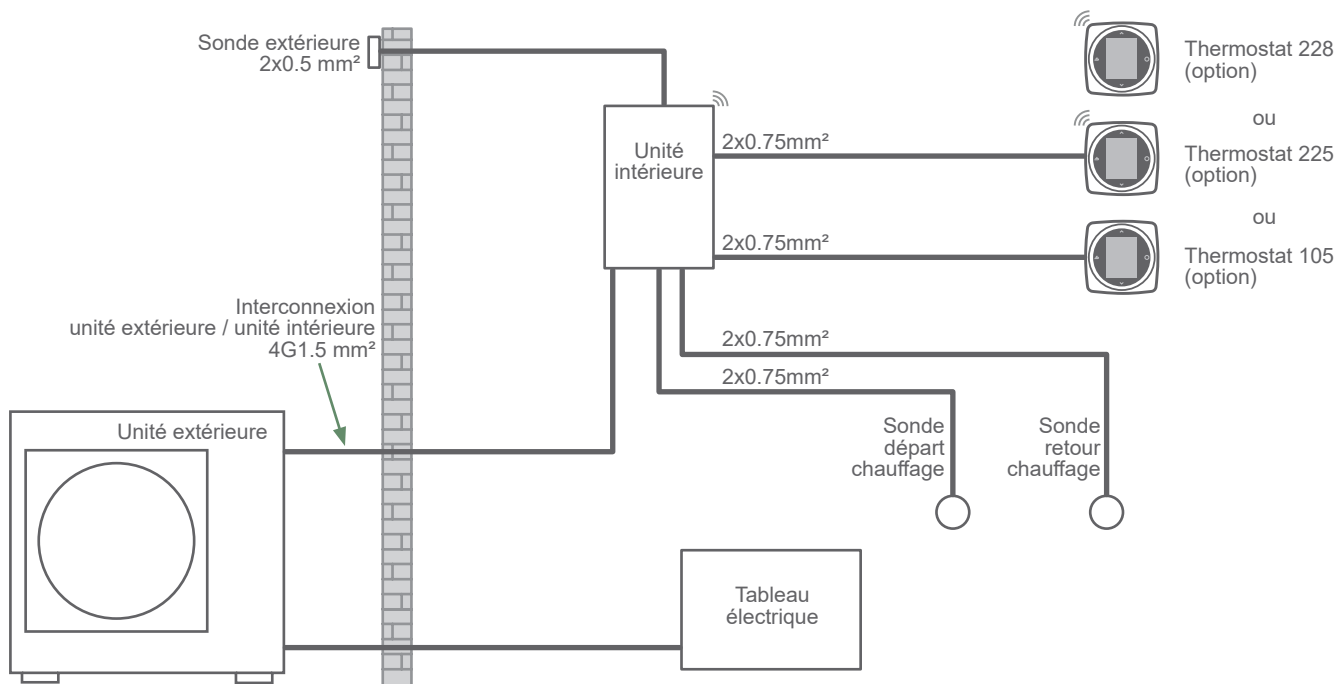 Sonde extérieure
2x0.5 mm²
Thermostat 228
(option)
ou
Unité
intérieure
2x0.75mm²
Thermostat 225
(option)
ou
2x0.75mm²
Thermostat 105
(option)
Interconnexion
unité extérieure / unité intérieure
4G1.5 mm²
2x0.75mm²
2x0.75mm²
Unité extérieure
Sonde
départ
chauffage
Sonde
retour
chauffage
Tableau
électrique